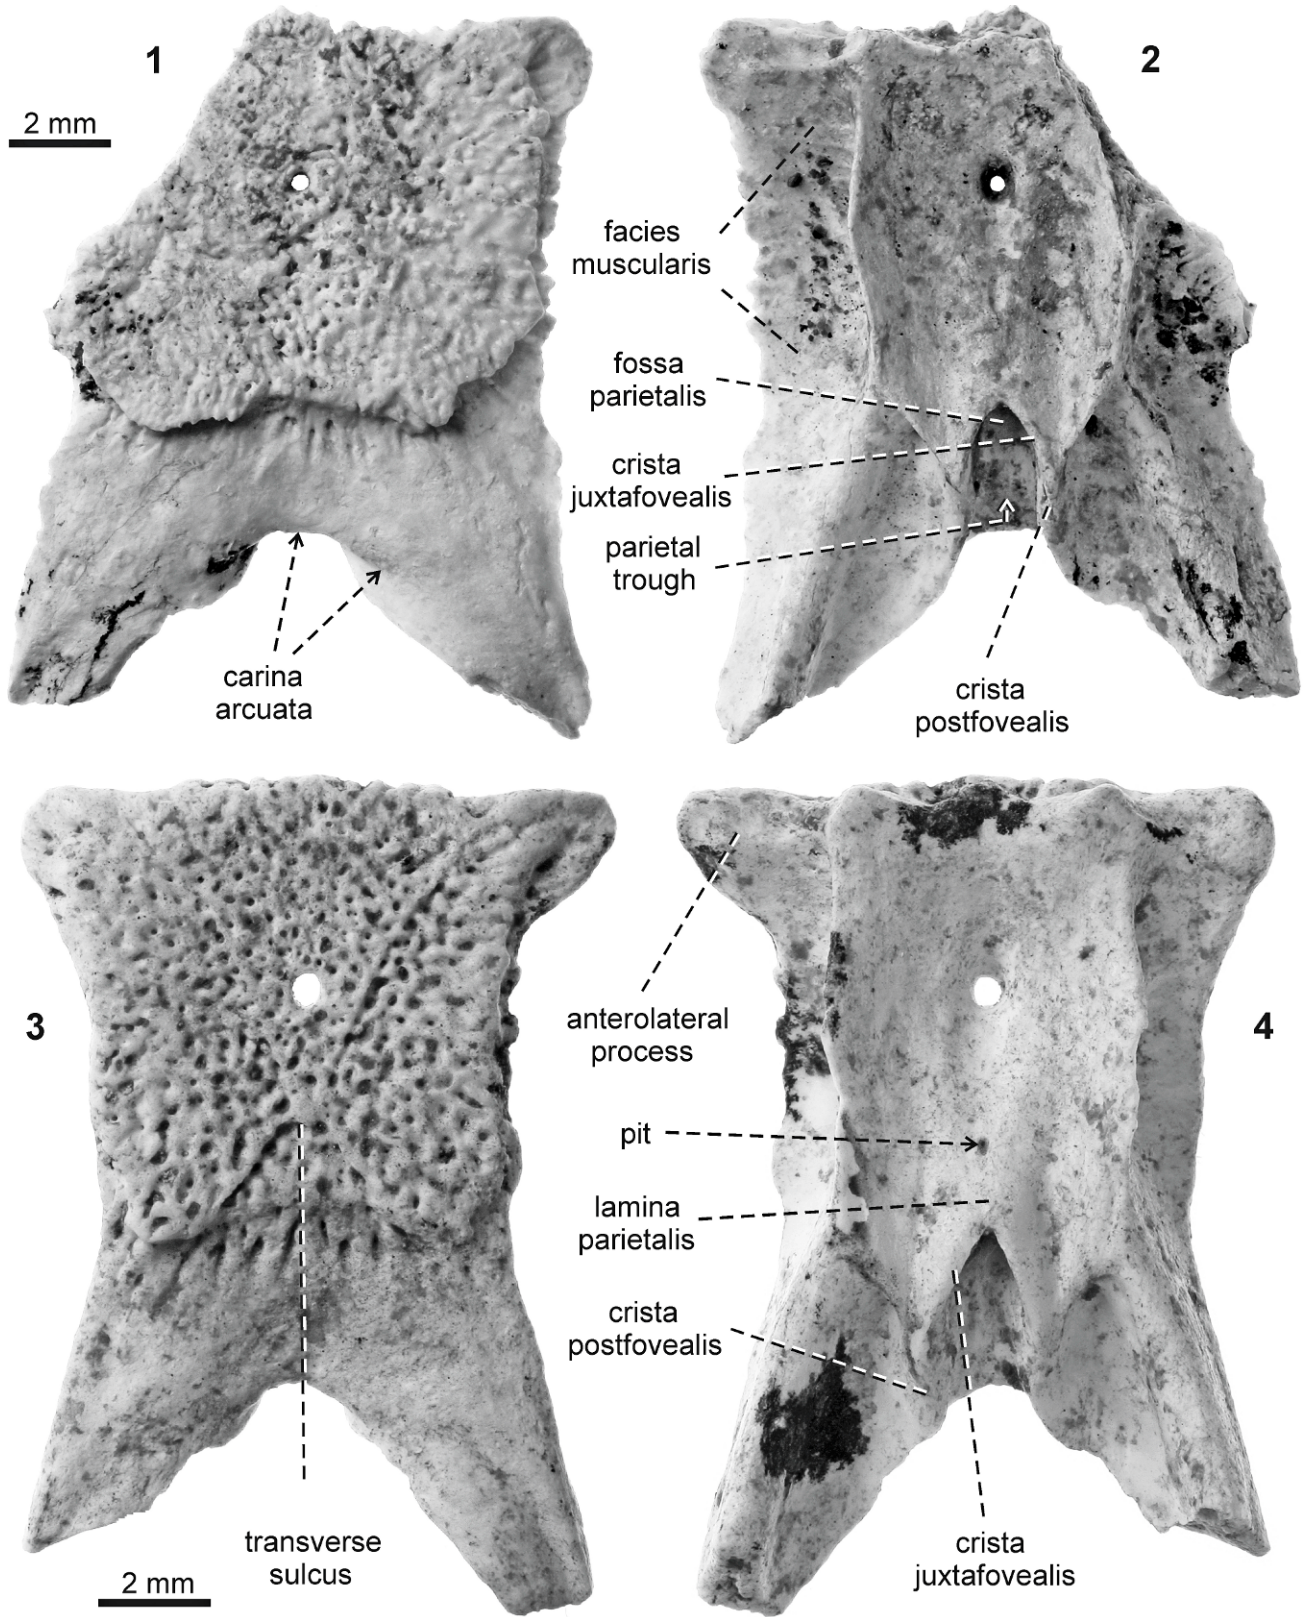 1
2
2 mm
facies
muscularis
fossa
parietalis
crista
juxtafovealis
parietal
trough
carina
arcuata
crista
postfovealis
3
4
anterolateral
process
pit
lamina
parietalis
crista
postfovealis
transverse
sulcus
crista
juxtafovealis
2 mm